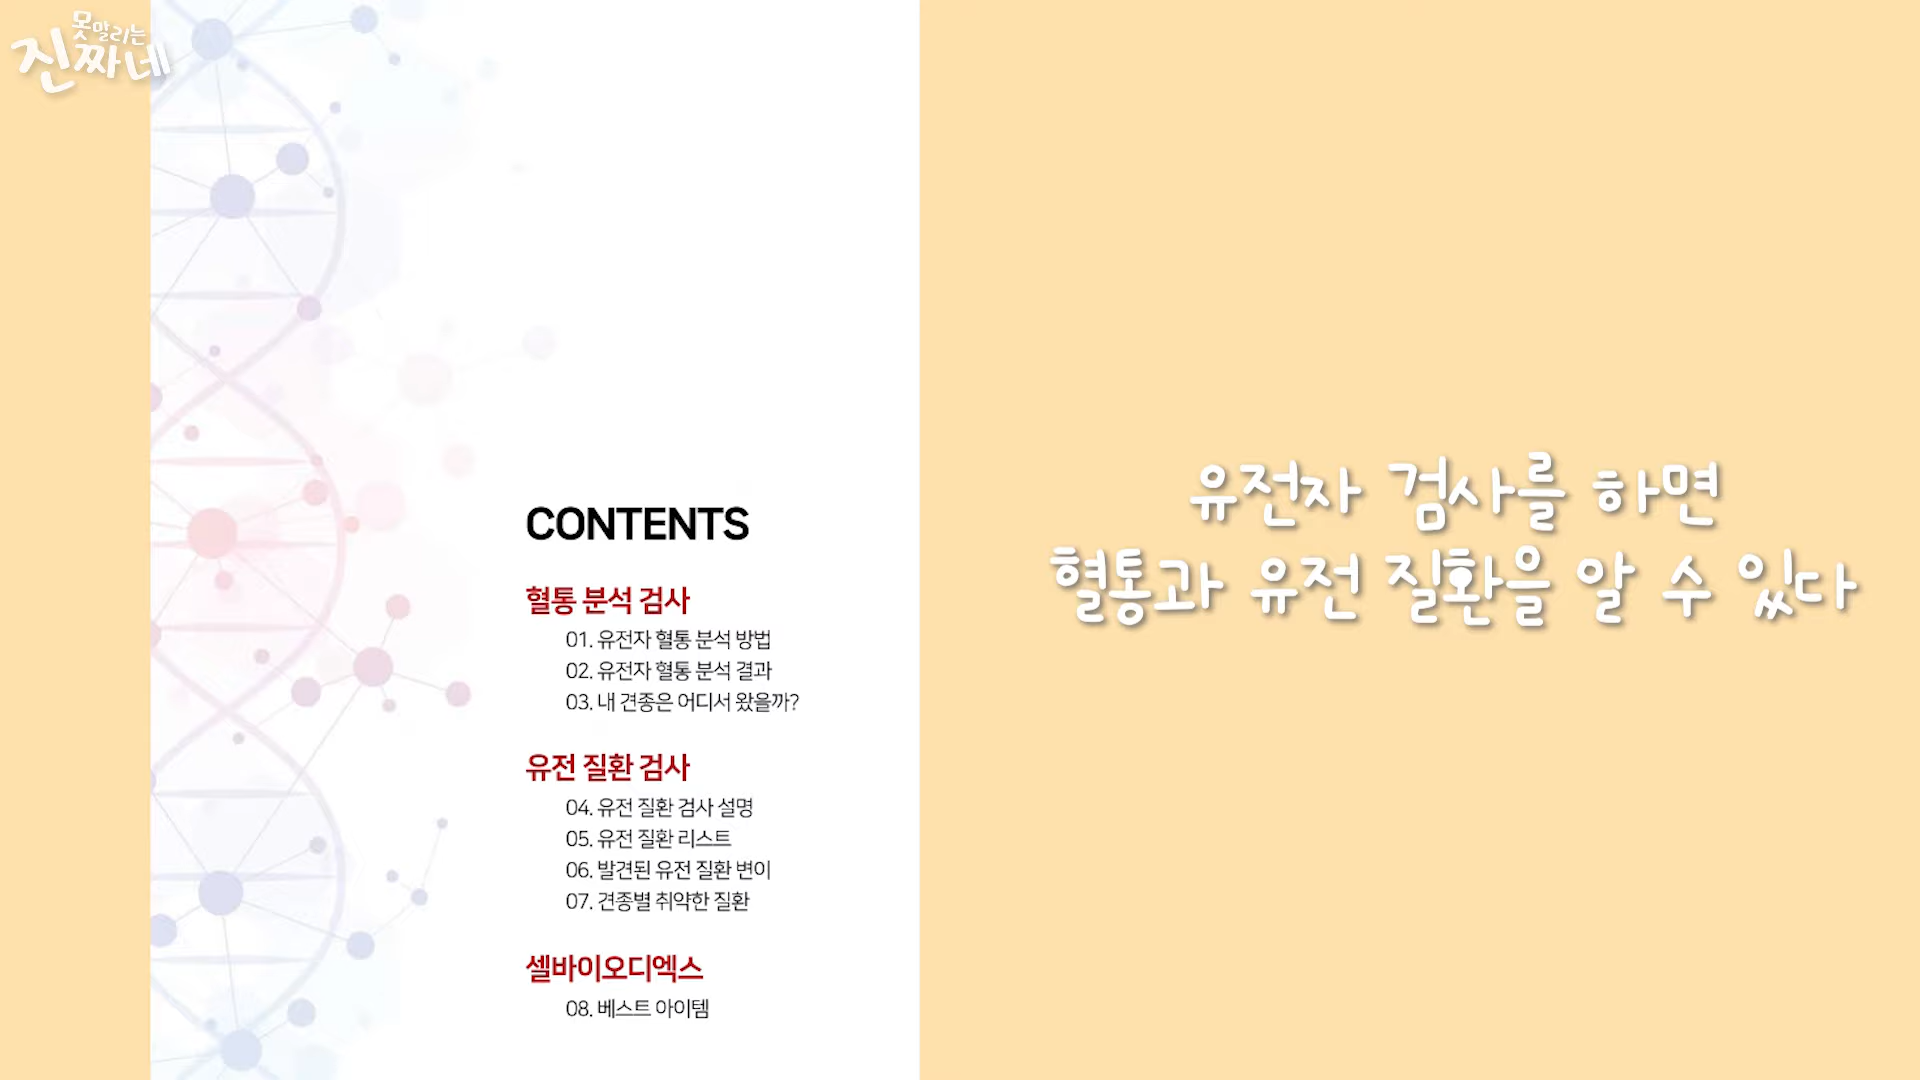 못말리는
진짜네
CONTENTS
혈통 분석 검사
01. 유전자 혈통 분석 방법
02. 유전자 혈통 분석 결과
03. 내 견종은 어디서 왔을까?
유전 질환 검사
04. 유전 질환 검사 설명
05. 유전 질환 리스트
06. 발견된 유전 질환 변이
07. 견종별 취약한 질환
셀바이오디엑스
08. 베스트 아이템
유전자 검사를 하면
혈통과 유전 질환을 알 수 있다